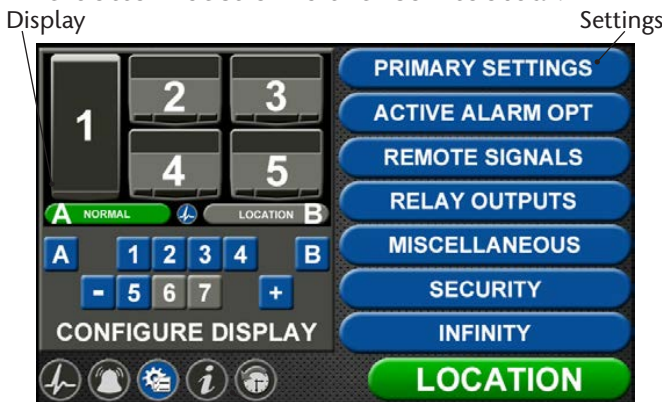 Display Settings
1 2 3
4 5
A NORMAL LOCATION B
A 1 2 3 4 B
- 5 6 7 +
CONFIGURE DISPLAY
PRIMARY SETTINGS
ACTIVE ALARM OPT
REMOTE SIGNALS
RELAY OUTPUTS
MISCELLANEOUS
SECURITY
INFINITY
i
LOCATION